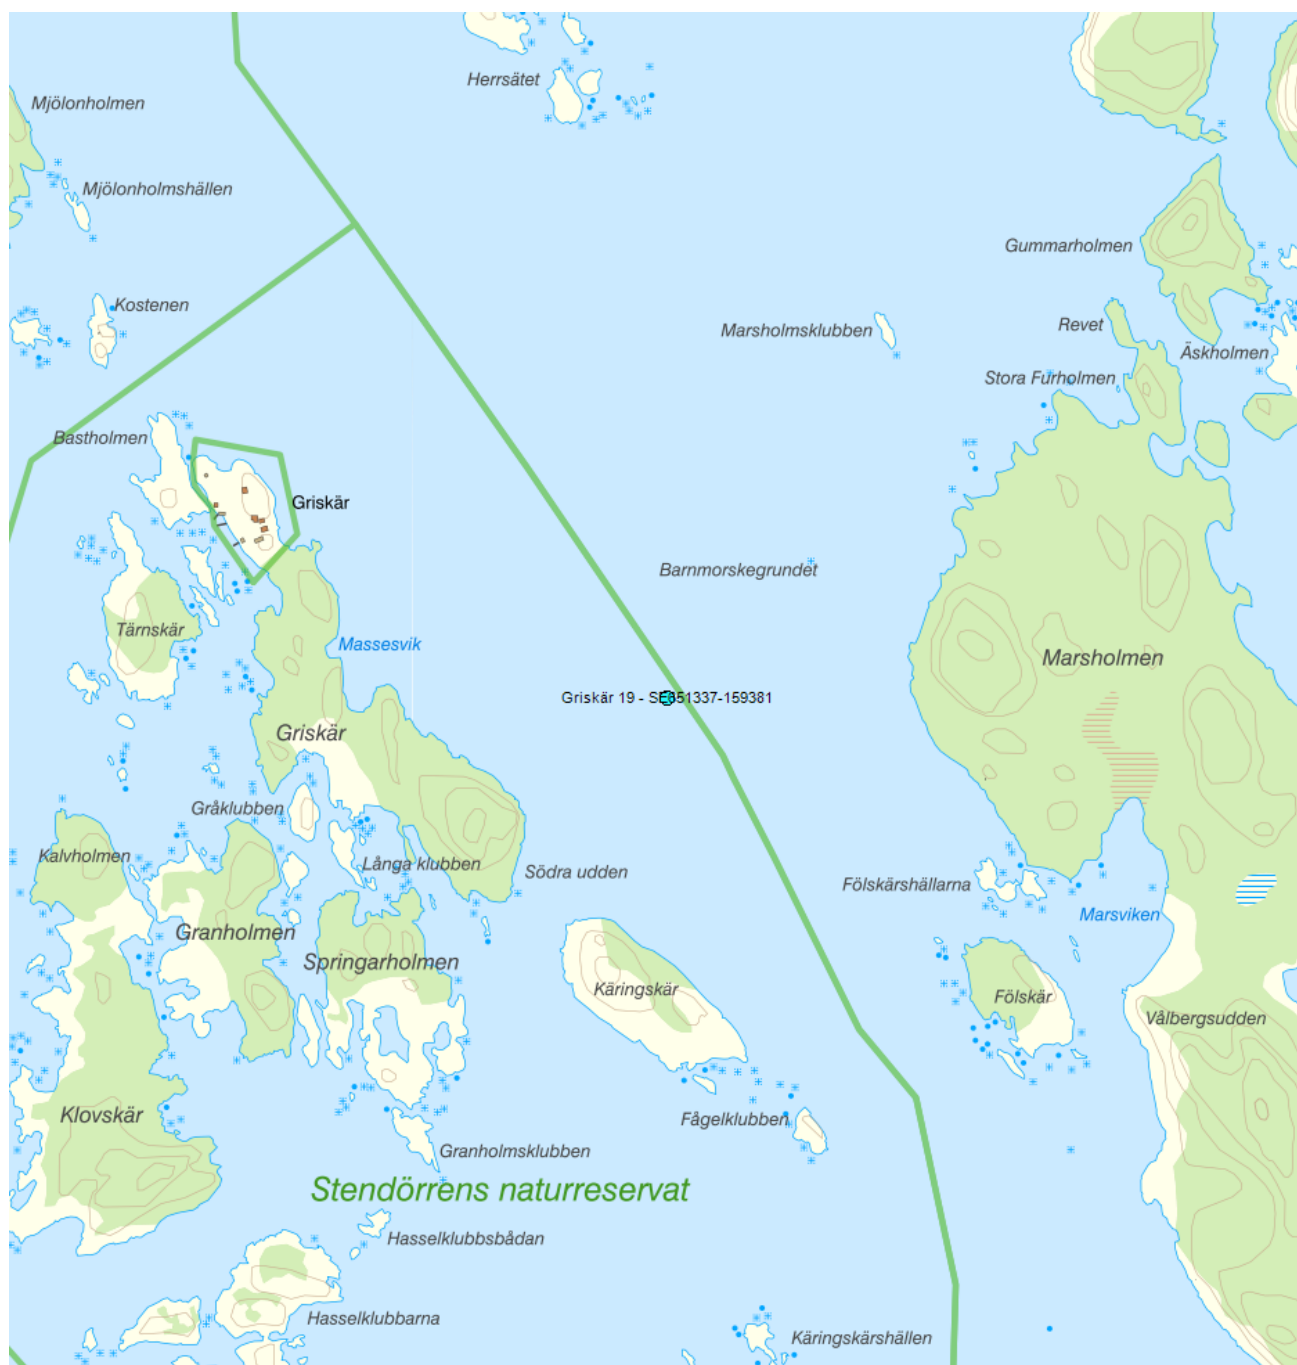 Herrsätet
Mjölonholmen
Mjölonholmshällen
Gummarholmen
Kostenen
Revet
Marsholmsklubben
Äskholmen
Stora Furholmen
Bastholmen
Griskär
Barnmorskegrundet
Tärnskär
Massesvik
Marsholmen
Griskär 19 - SE651337-159381
Griskär
Gråklubben
Kalvholmen
Långa klubben
Södra udden
Fölskärshällarna
Marsviken
Granholmen
Springarholmen
Käringskär
Fölskär
Vålbergsudden
Klovskär
Fågelklubben
Granholmsklubben
Stendörrens naturreservat
Hasselklubbsbådan
Hasselklubbarna
Käringskärshällen